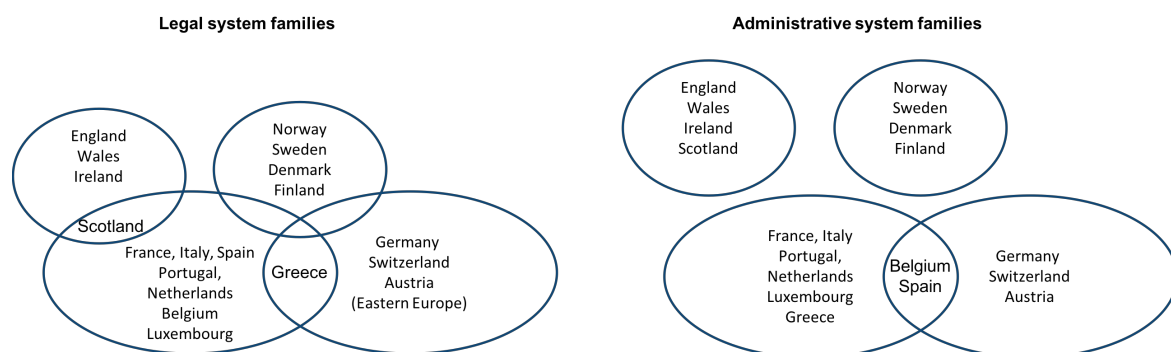 Legal system families
England
Wales
Ireland
Scotland
Norway
Sweden
Denmark
Finland
France, Italy, Spain
Portugal,
Netherlands
Belgium
Luxembourg
Greece
Germany
Switzerland
Austria
(Eastern Europe)
Administrative system families
England
Wales
Ireland
Scotland
Norway
Sweden
Denmark
Finland
France, Italy
Portugal,
Netherlands
Luxembourg
Greece
Belgium
Spain
Germany
Switzerland
Austria